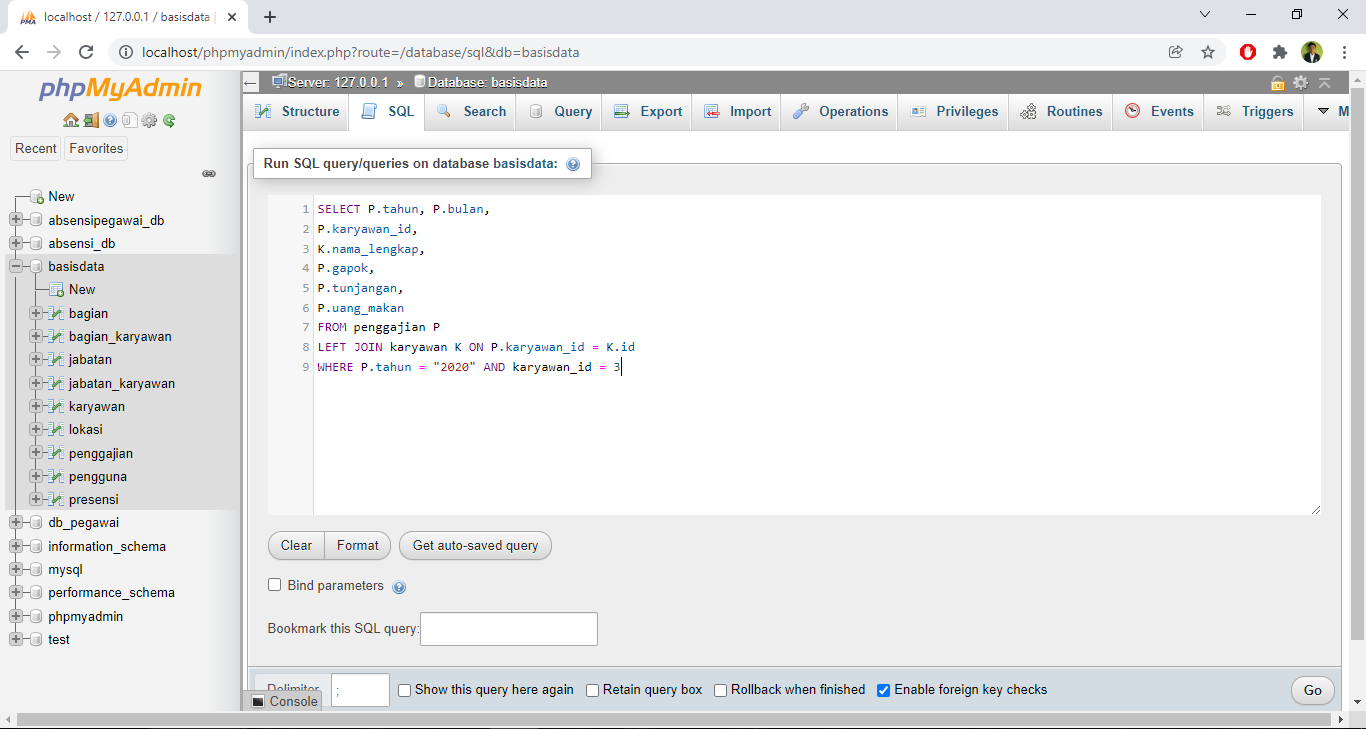 localhost / 127.0.0.1 / basisdata |
localhost/phpmyadmin/index.php?route=/database/sql&db=basisdata
phpMyAdmin
Recent Favorites
New
absensipegawai_db
absensi_db
basisdata
New
bagian
bagian_karyawan
jabatan
jabatan_karyawan
karyawan
lokasi
penggajian
pengguna
presensi
db_pegawai
information_schema
mysql
performance_schema
phpmyadmin
test
Server: 127.0.0.1 » Database: basisdata
Structure SQL Search Query Export Import Operations Privileges Routines Events Triggers M
Run SQL query/queries on database basisdata:
1 SELECT P.tahun, P.bulan,
2 P.karyawan_id,
3 K.nama_lengkap,
4 P.gapok,
5 P.tunjangan,
6 P.uang_makan
7 FROM penggajian P
8 LEFT JOIN karyawan K ON P.karyawan_id = K.id
9 WHERE P.tahun = "2020" AND karyawan_id = 3
Clear Format Get auto-saved query
Bind parameters
Bookmark this SQL query:
Delimiter ; Show this query here again Retain query box Rollback when finished Enable foreign key checks Go
Console